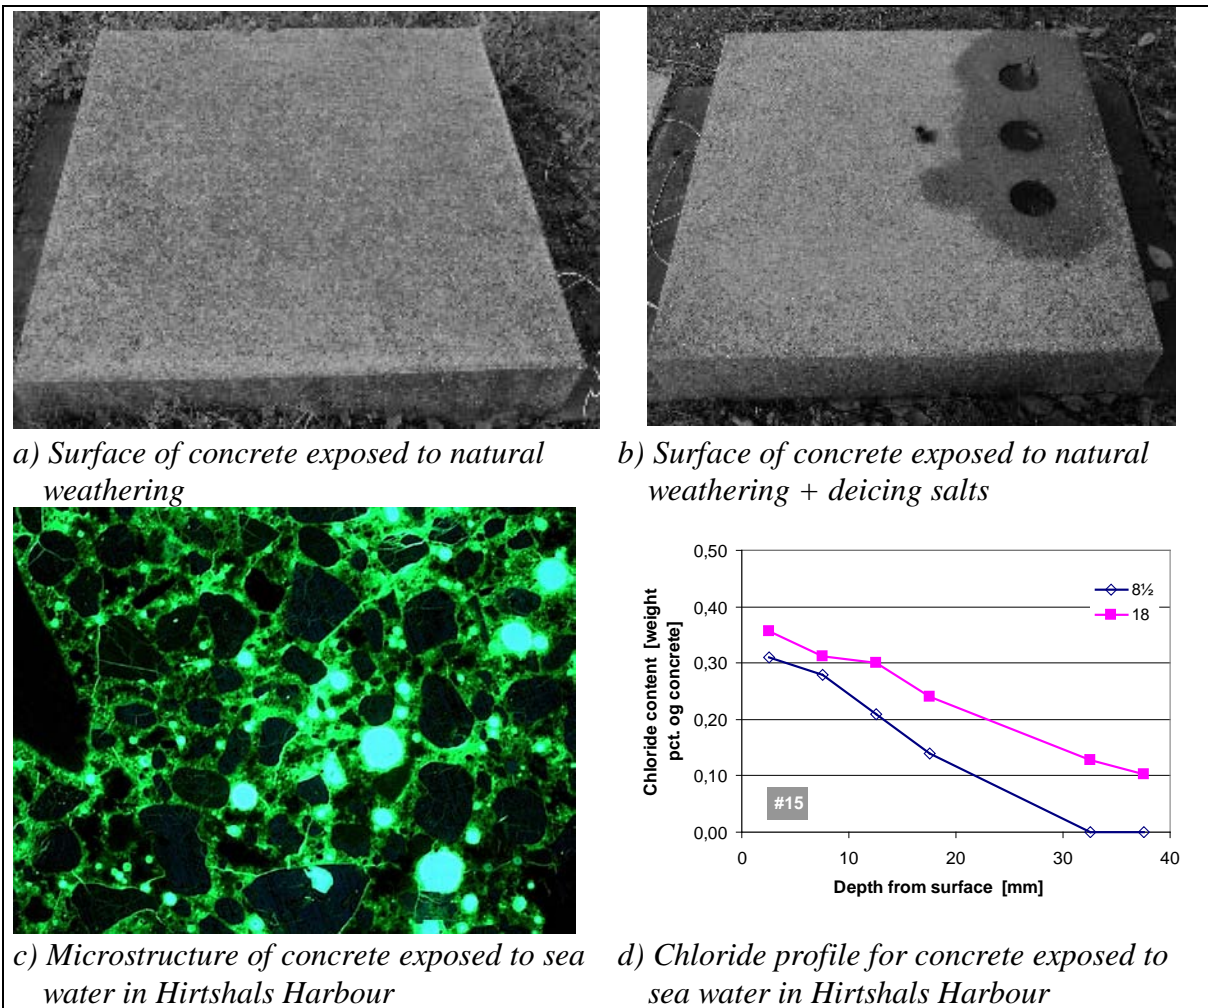 a) Surface of concrete exposed to natural
weathering
b) Surface of concrete exposed to natural
weathering + deicing salts
c) Microstructure of concrete exposed to sea
water in Hirtshals Harbour
0,50
0,40
0,30
0,20
0,10
0,00
Chloride content [weight
pct. og concrete]
8½
18
#15
0
10
20
30
40
Depth from surface [mm]
d) Chloride profile for concrete exposed to
sea water in Hirtshals Harbour